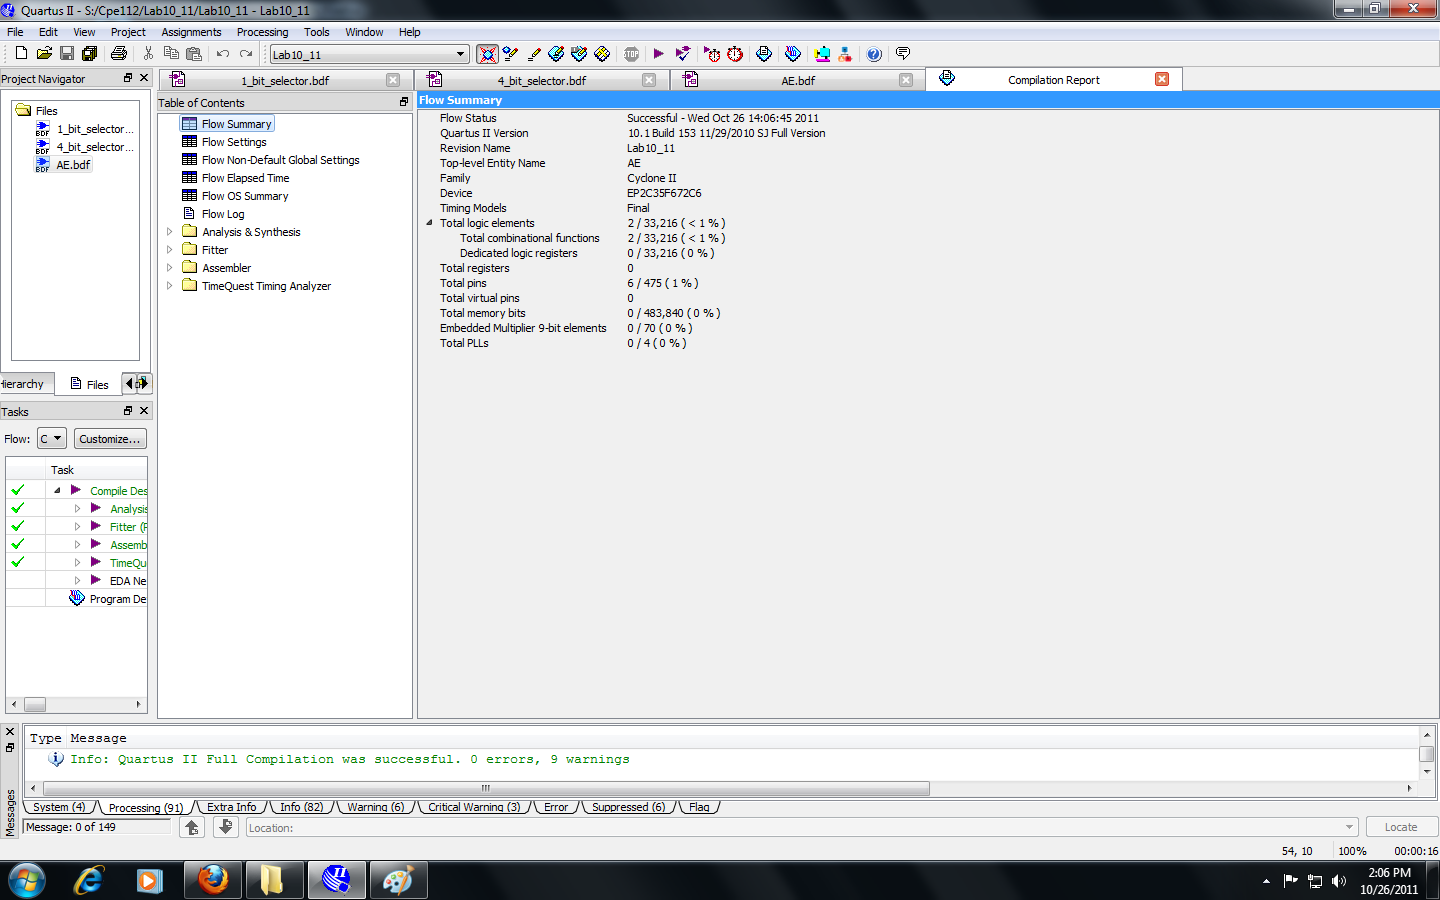 Quartus II - S:/Cpe112/Lab10_11/Lab10_11 - Lab10_11
File Edit View Project Assignments Processing Tools Window Help
Lab10_11
STOP
Project Navigator
Files
1_bit_selector...
4_bit_selector...
AE.bdf
Hierarchy
Files
Tasks
Flow: C Customize...
Task
Compile Des
Analysis
Fitter (P
Assemb
TimeQu
EDA Ne
Program De
1_bit_selector.bdf
4_bit_selector.bdf
AE.bdf
Compilation Report
Table of Contents
Flow Summary
Flow Settings
Flow Non-Default Global Settings
Flow Elapsed Time
Flow OS Summary
Flow Log
Analysis & Synthesis
Fitter
Assembler
TimeQuest Timing Analyzer
Flow Summary
Flow Status Successful - Wed Oct 26 14:06:45 2011
Quartus II Version 10.1 Build 153 11/29/2010 SJ Full Version
Revision Name Lab10_11
Top-level Entity Name AE
Family Cyclone II
Device EP2C35F672C6
Timing Models Final
Total logic elements 2 / 33,216 ( < 1 % )
Total combinational functions 2 / 33,216 ( < 1 % )
Dedicated logic registers 0 / 33,216 ( 0 % )
Total registers 0
Total pins 6 / 475 ( 1 % )
Total virtual pins 0
Total memory bits 0 / 483,840 ( 0 % )
Embedded Multiplier 9-bit elements 0 / 70 ( 0 % )
Total PLLs 0 / 4 ( 0 % )
Messages
Type Message
Info: Quartus II Full Compilation was successful. 0 errors, 9 warnings
System (4) Processing (91) Extra Info Info (82) Warning (6) Critical Warning (3) Error Suppressed (6) Flag
Message: 0 of 149
Location:
Locate
54, 10 100% 00:00:16
2:06 PM
10/26/2011